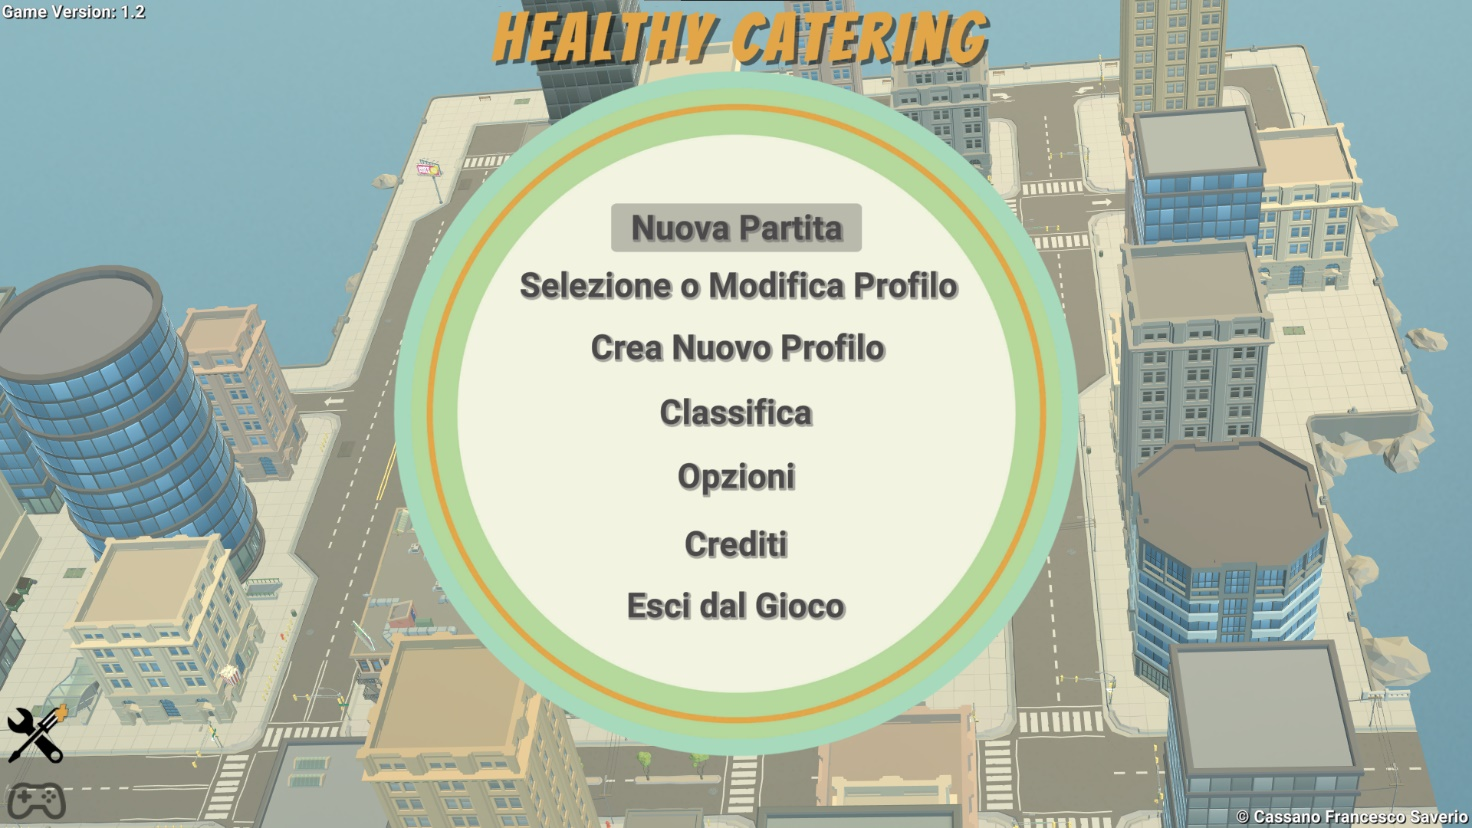 Game Version: 1.2
HEALTHY CATERING
Nuova Partita
Selezione o Modifica Profilo
Crea Nuovo Profilo
Classifica
Opzioni
Crediti
Esci dal Gioco
© Cassano Francesco Saverio